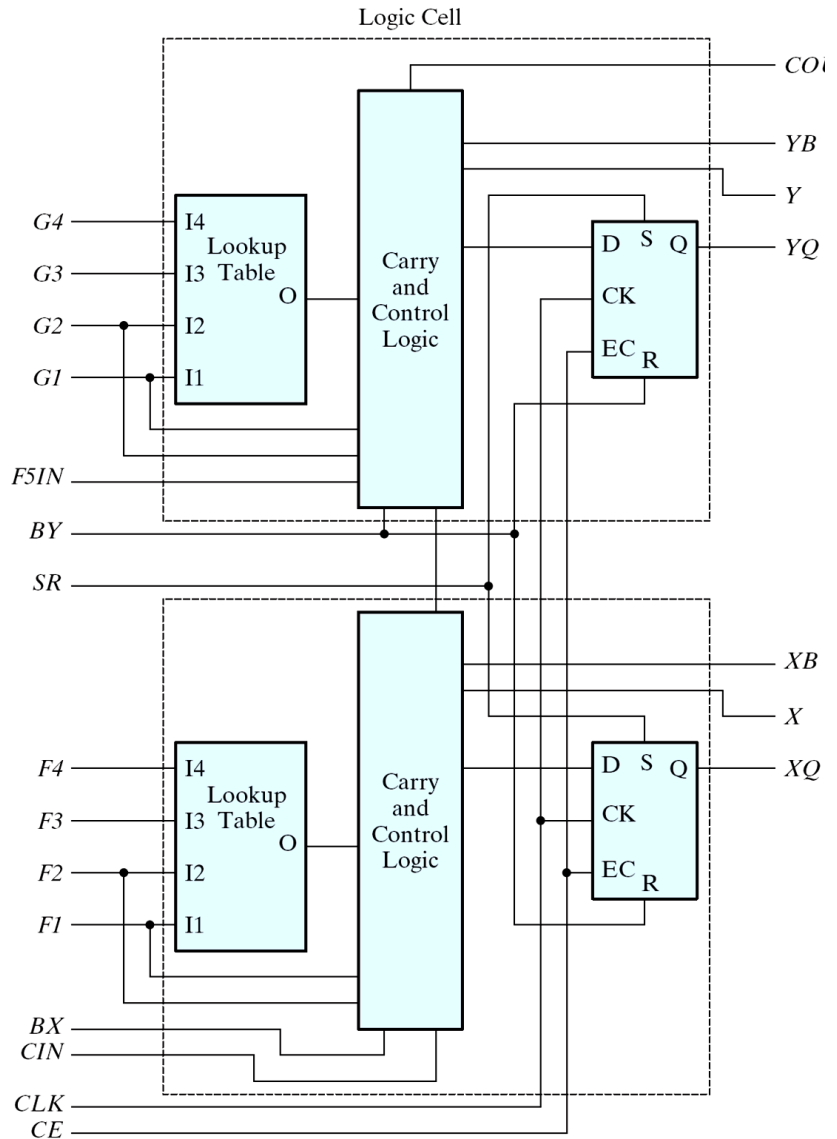 Logic Cell
COU
YB
Y
G4
I4
Lookup
Table
D
S
Q
YQ
G3
I3
O
Carry
and
Control
Logic
CK
G2
I2
EC
R
G1
I1
F5IN
BY
SR
XB
X
F4
I4
Lookup
Table
D
S
Q
XQ
F3
I3
O
Carry
and
Control
Logic
CK
F2
I2
EC
R
F1
I1
BX
CIN
CLK
CE